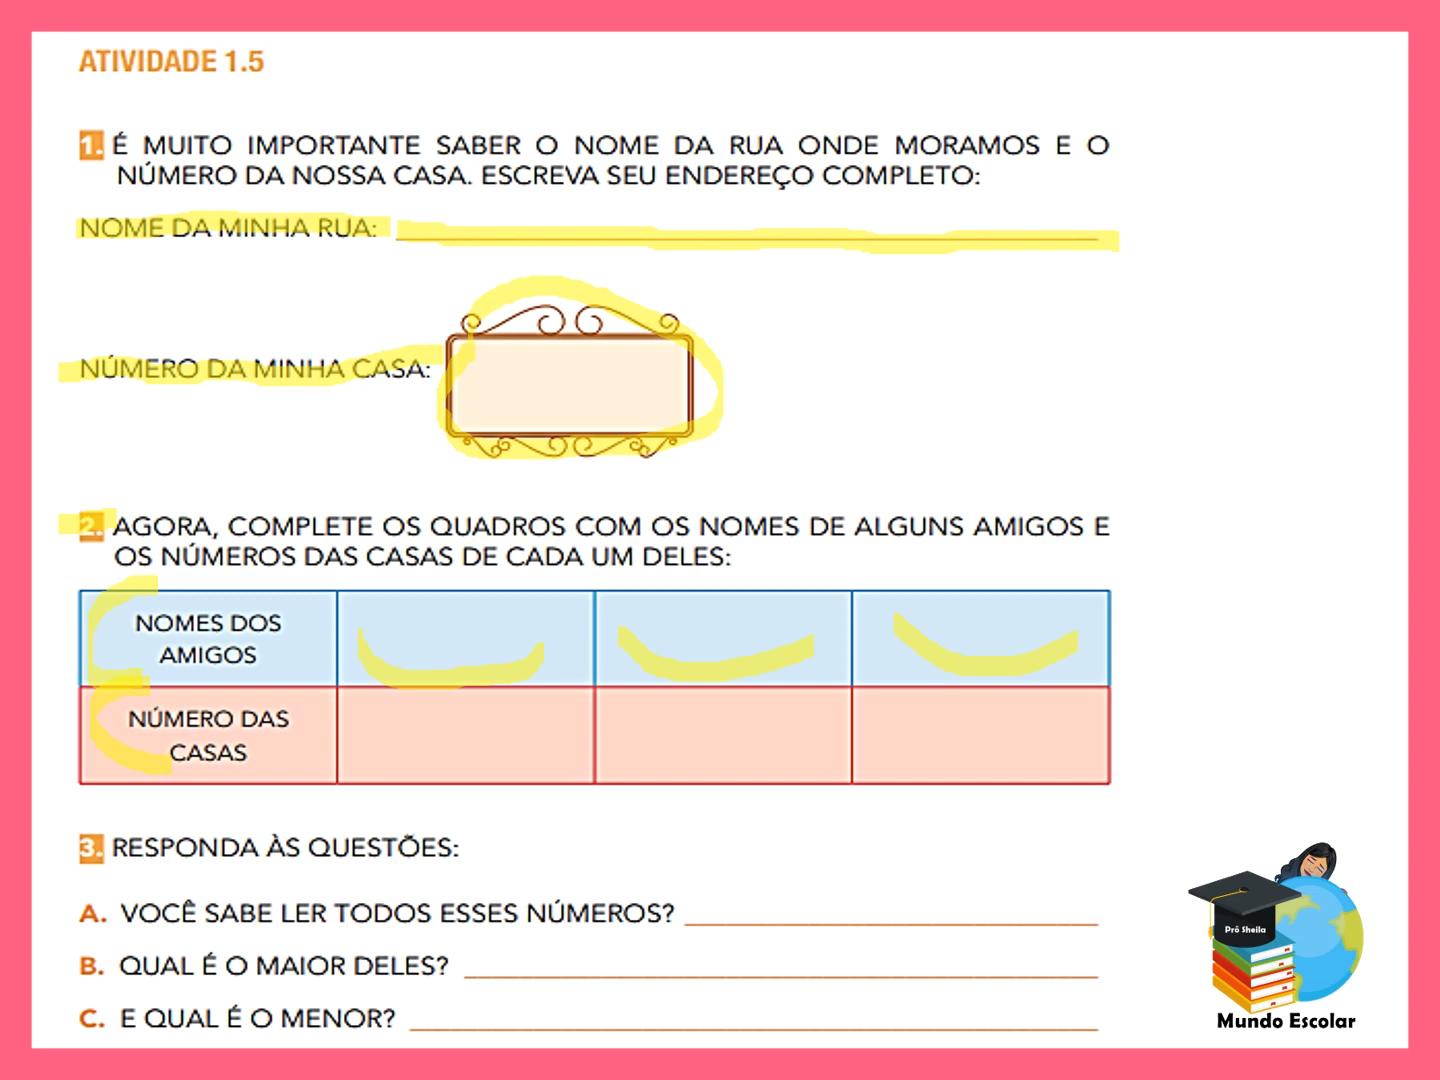 ATIVIDADE 1.5
1. É MUITO IMPORTANTE SABER O NOME DA RUA ONDE MORAMOS E O
NÚMERO DA NOSSA CASA. ESCREVA SEU ENDEREÇO COMPLETO:
NOME DA MINHA RUA:
NÚMERO DA MINHA CASA:
2. AGORA, COMPLETE OS QUADROS COM OS NOMES DE ALGUNS AMIGOS E
OS NÚMEROS DAS CASAS DE CADA UM DELES:
NOMES DOS
AMIGOS
NÚMERO DAS
CASAS
3. RESPONDA ÀS QUESTÕES:
A. VOCÊ SABE LER TODOS ESSES NÚMEROS?
B. QUAL É O MAIOR DELES?
C. E QUAL É O MENOR?
Prô Sheila
Mundo Escolar